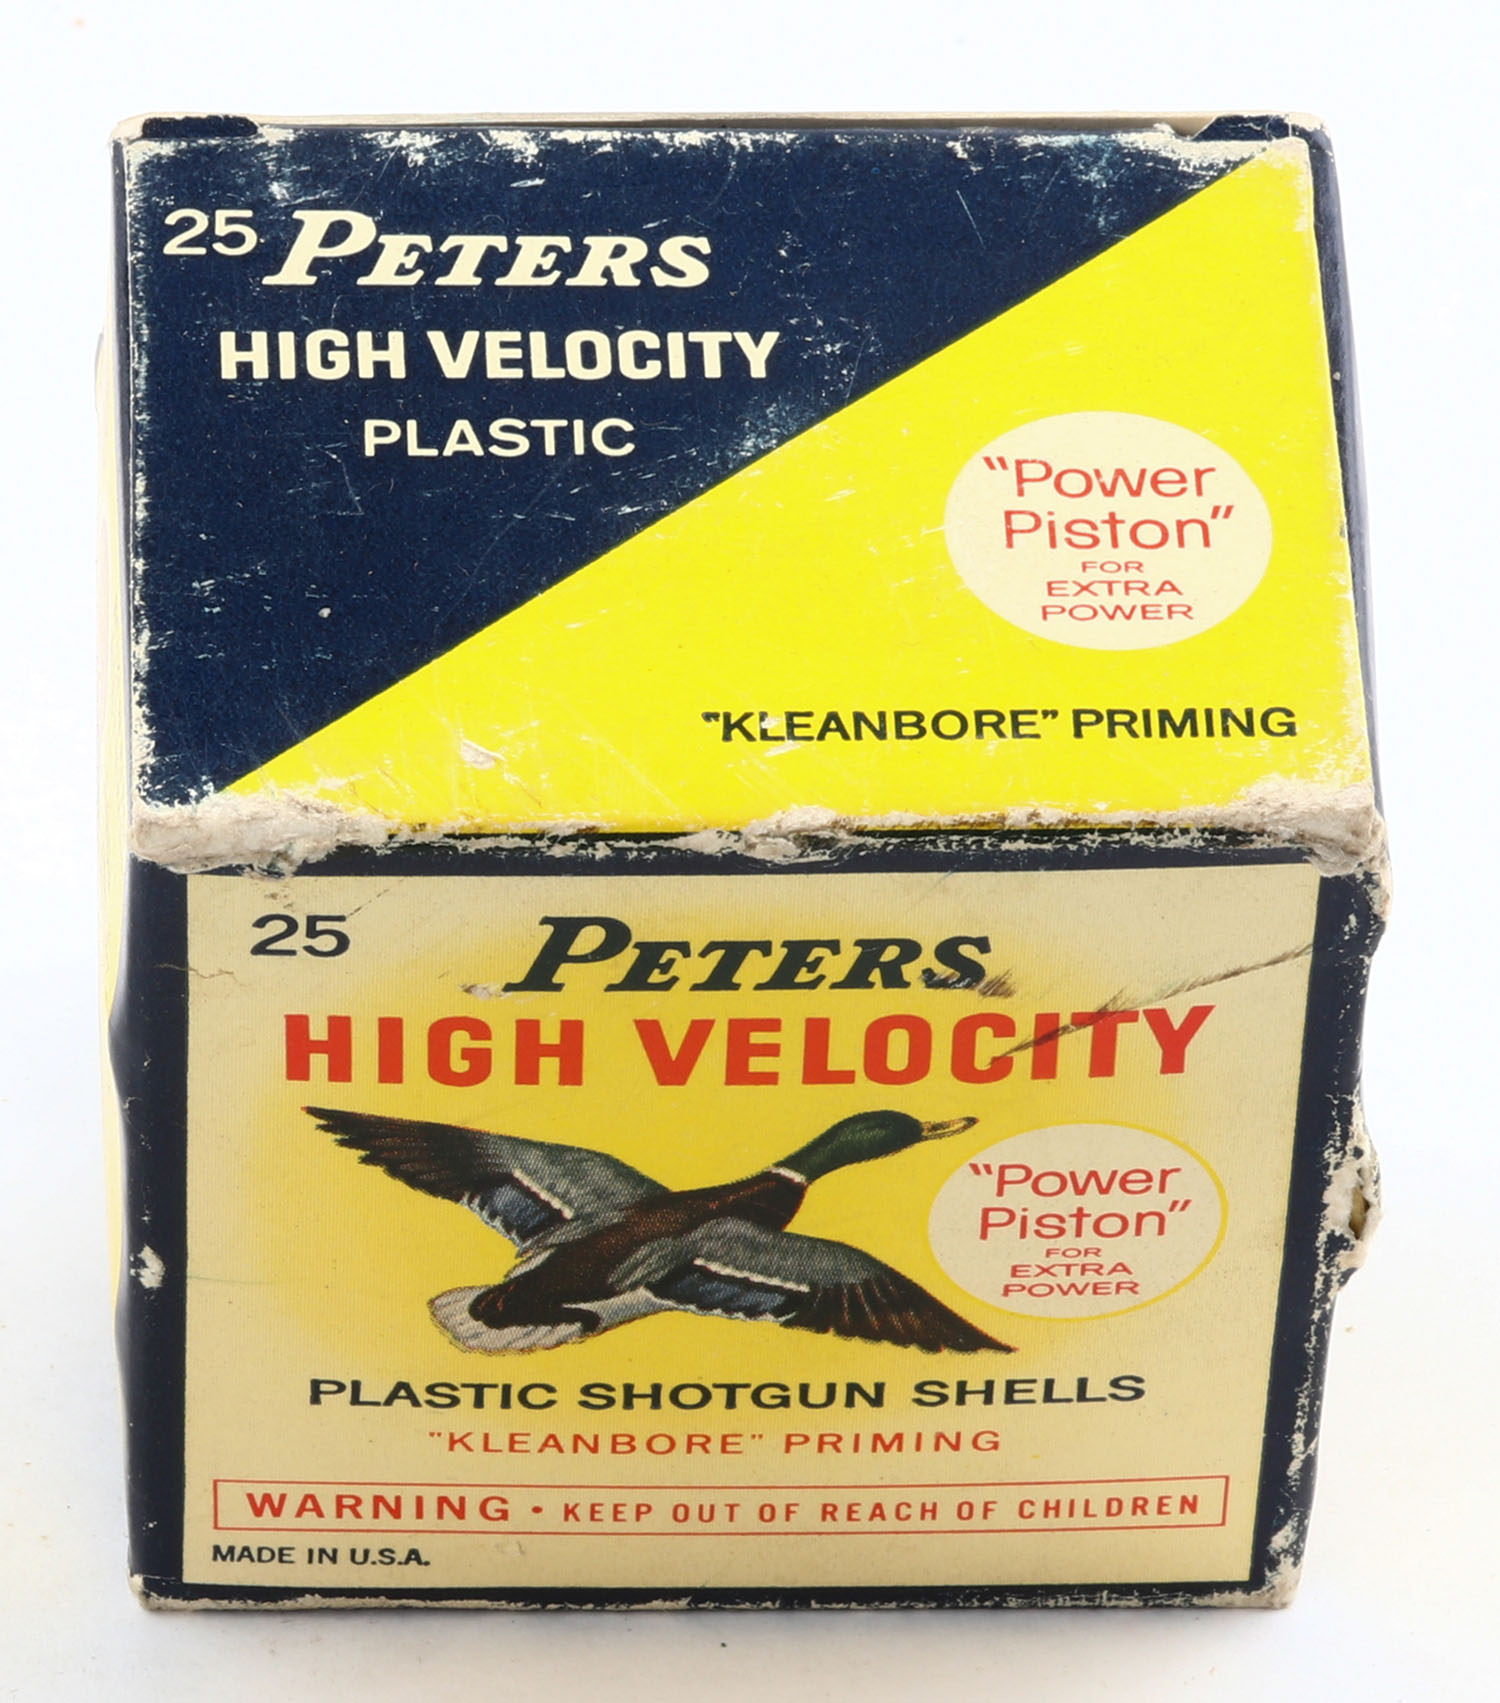 25 PETERS
HIGH VELOCITY
PLASTIC
"Power
Piston"
FOR
EXTRA
POWER
"KLEANBORE" PRIMING
25 PETERS
HIGH VELOCITY
"Power
Piston"
FOR
EXTRA
POWER
PLASTIC SHOTGUN SHELLS
"KLEANBORE" PRIMING
WARNING • KEEP OUT OF REACH OF CHILDREN
MADE IN U.S.A.